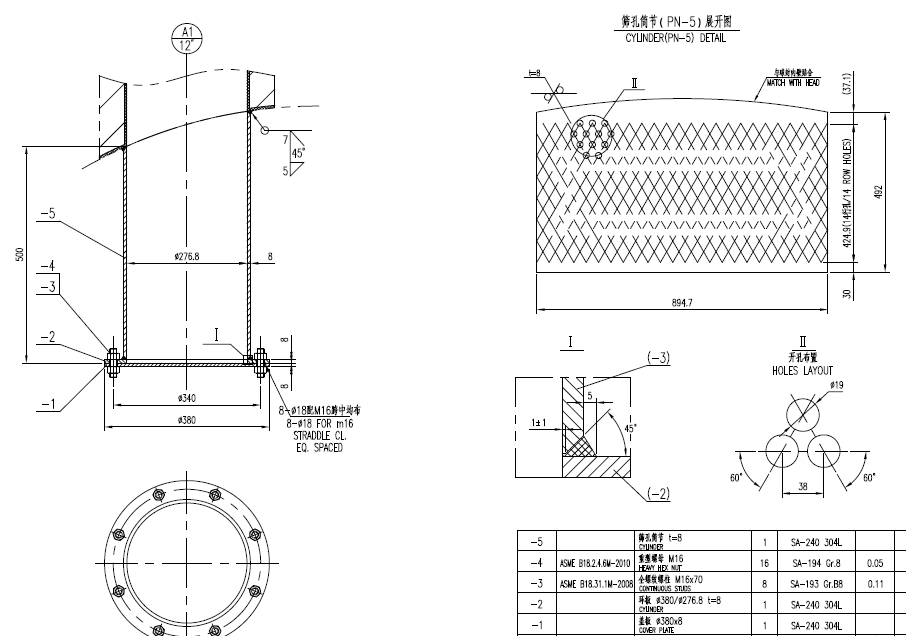 A1
12"
7
45°
5
-5
500
ø276.8
8
-4
-3
I
-2
8
8
-1
ø340
8-ø18配M16跨中均布
8-ø18 FOR m16
STRADDLE CL.
EQ. SPACED
ø380
筛孔筒节(PN-5)展开图
CYLINDER(PN-5) DETAIL
t=8
II
与球封内壁贴合
MATCH WITH HEAD
(37.1)
424.9(14行孔/14 ROW HOLES)
492
30
894.7
I
(-3)
5
1±1
45°
(-2)
II
开孔布置
HOLES LAYOUT
ø19
60°
60°
38
-5 筛孔筒节 t=8 1 SA-240 304L
CYLINDER
-4 ASME B18.2.4.6M-2010 重型螺母 M16 16 SA-194 Gr.8 0.05
HEAVY HEX NUT
-3 ASME B18.31.1M-2008 全螺纹螺柱 M16x70 8 SA-193 Gr.B8 0.11
CONTINUOUS STUDS
-2 环板 ø380/ø276.8 t=8 1 SA-240 304L
CYLINDER
-1 盖板 ø380x8 1 SA-240 304L
COVER PLATE